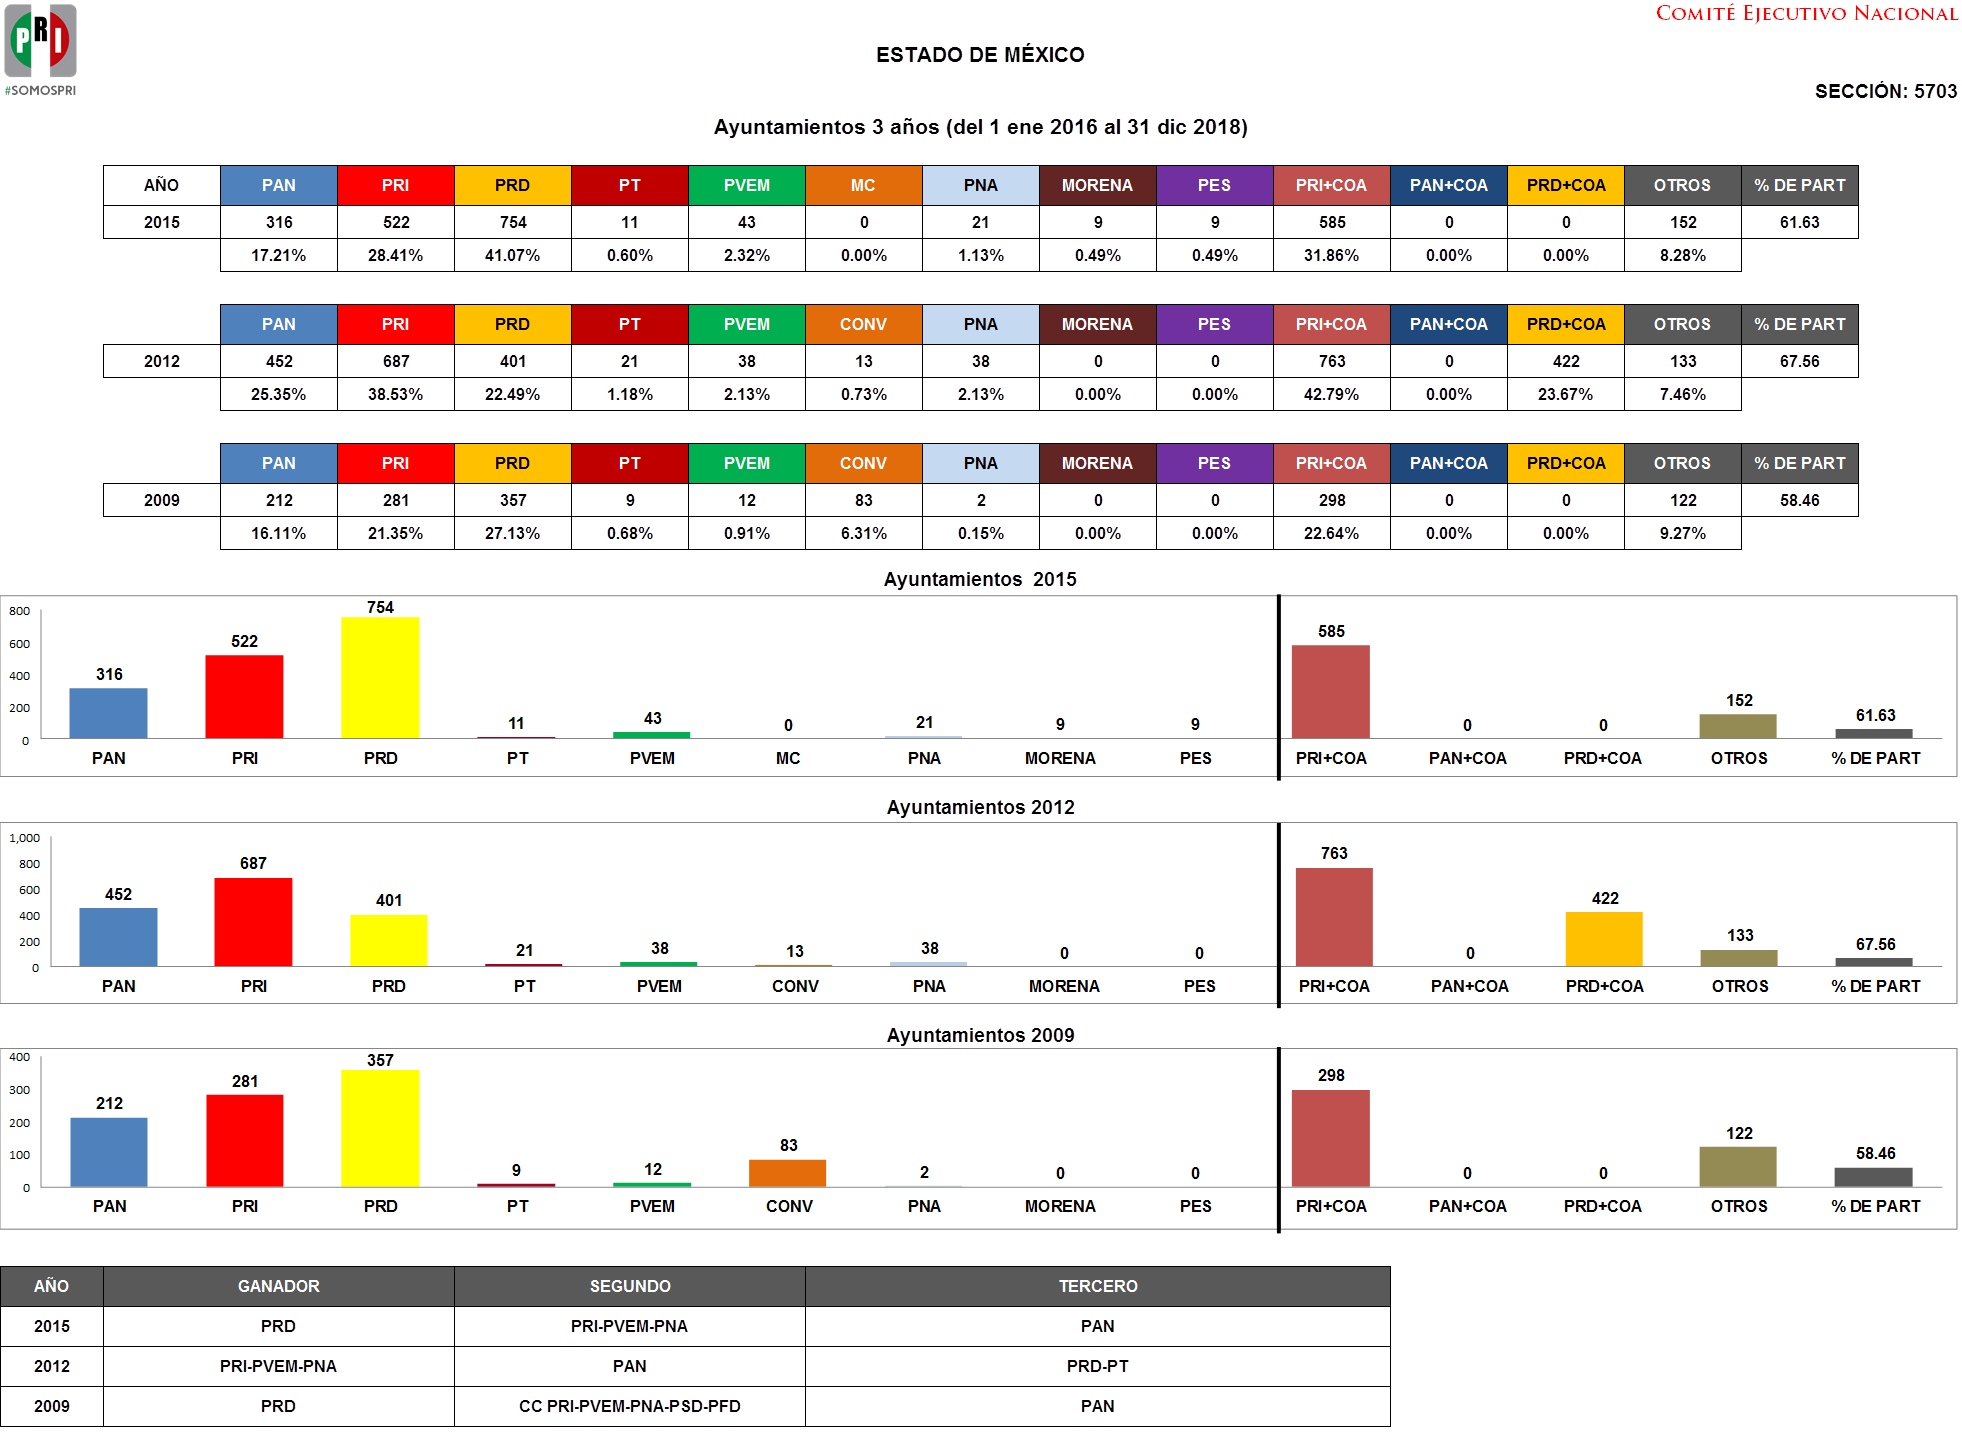 PRI
#SOMOSPRI
COMITÉ EJECUTIVO NACIONAL
ESTADO DE MÉXICO
SECCIÓN: 5703
Ayuntamientos 3 años (del 1 ene 2016 al 31 dic 2018)
AÑO PAN PRI PRD PT PVEM MC PNA MORENA PES PRI+COA PAN+COA PRD+COA OTROS % DE PART
2015 316 522 754 11 43 0 21 9 9 585 0 0 152 61.63
17.21% 28.41% 41.07% 0.60% 2.32% 0.00% 1.13% 0.49% 0.49% 31.86% 0.00% 0.00% 8.28%
PAN PRI PRD PT PVEM CONV PNA MORENA PES PRI+COA PAN+COA PRD+COA OTROS % DE PART
2012 452 687 401 21 38 13 38 0 0 763 0 422 133 67.56
25.35% 38.53% 22.49% 1.18% 2.13% 0.73% 2.13% 0.00% 0.00% 42.79% 0.00% 23.67% 7.46%
PAN PRI PRD PT PVEM CONV PNA MORENA PES PRI+COA PAN+COA PRD+COA OTROS % DE PART
2009 212 281 357 9 12 83 2 0 0 298 0 0 122 58.46
16.11% 21.35% 27.13% 0.68% 0.91% 6.31% 0.15% 0.00% 0.00% 22.64% 0.00% 0.00% 9.27%
Ayuntamientos 2015
800
600
400
200
0
316 522 754 11 43 0 21 9 9 585 0 0 152 61.63
PAN PRI PRD PT PVEM MC PNA MORENA PES PRI+COA PAN+COA PRD+COA OTROS % DE PART
Ayuntamientos 2012
1,000
800
600
400
200
0
452 687 401 21 38 13 38 0 0 763 0 422 133 67.56
PAN PRI PRD PT PVEM CONV PNA MORENA PES PRI+COA PAN+COA PRD+COA OTROS % DE PART
Ayuntamientos 2009
400
300
200
100
0
212 281 357 9 12 83 2 0 0 298 0 0 122 58.46
PAN PRI PRD PT PVEM CONV PNA MORENA PES PRI+COA PAN+COA PRD+COA OTROS % DE PART
AÑO GANADOR SEGUNDO TERCERO
2015 PRD PRI-PVEM-PNA PAN
2012 PRI-PVEM-PNA PAN PRD-PT
2009 PRD CC PRI-PVEM-PNA-PSD-PFD PAN